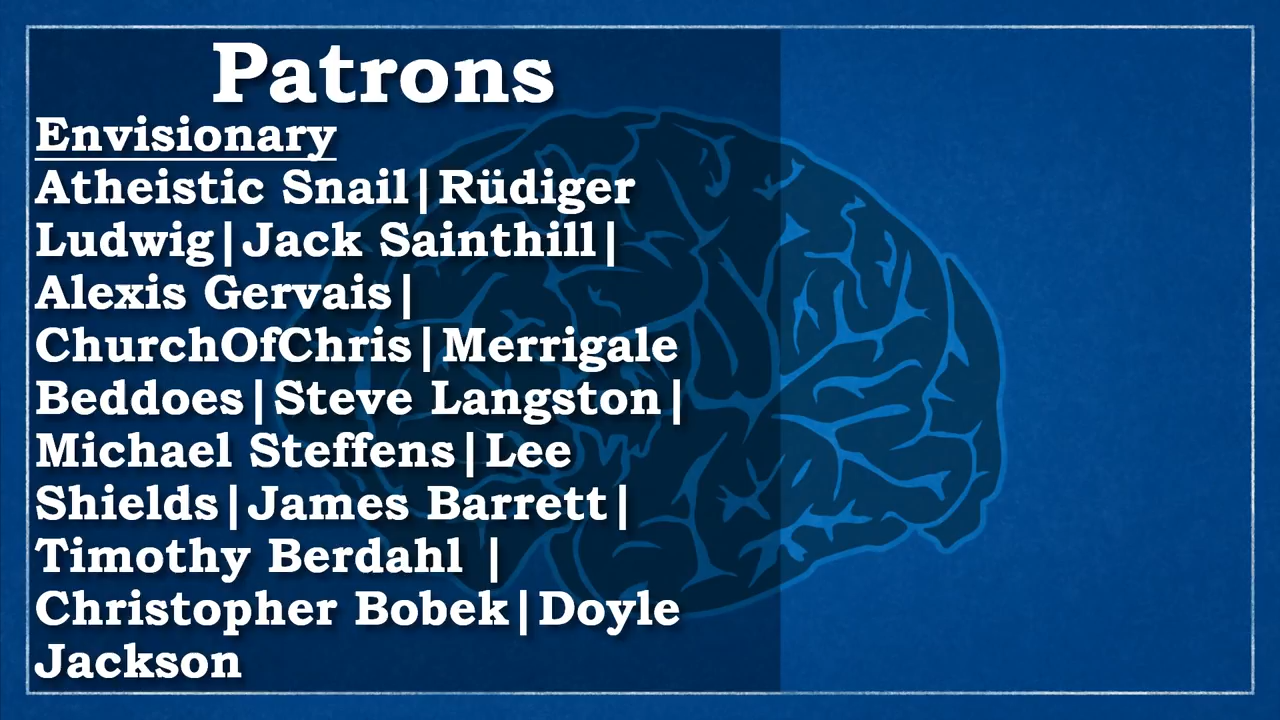 Patrons
Envisionary
Atheistic Snail|Rüdiger
Ludwig|Jack Sainthill|
Alexis Gervais|
ChurchOfChris|Merrigale
Beddoes|Steve Langston|
Michael Steffens|Lee
Shields|James Barrett|
Timothy Berdahl |
Christopher Bobek|Doyle
Jackson